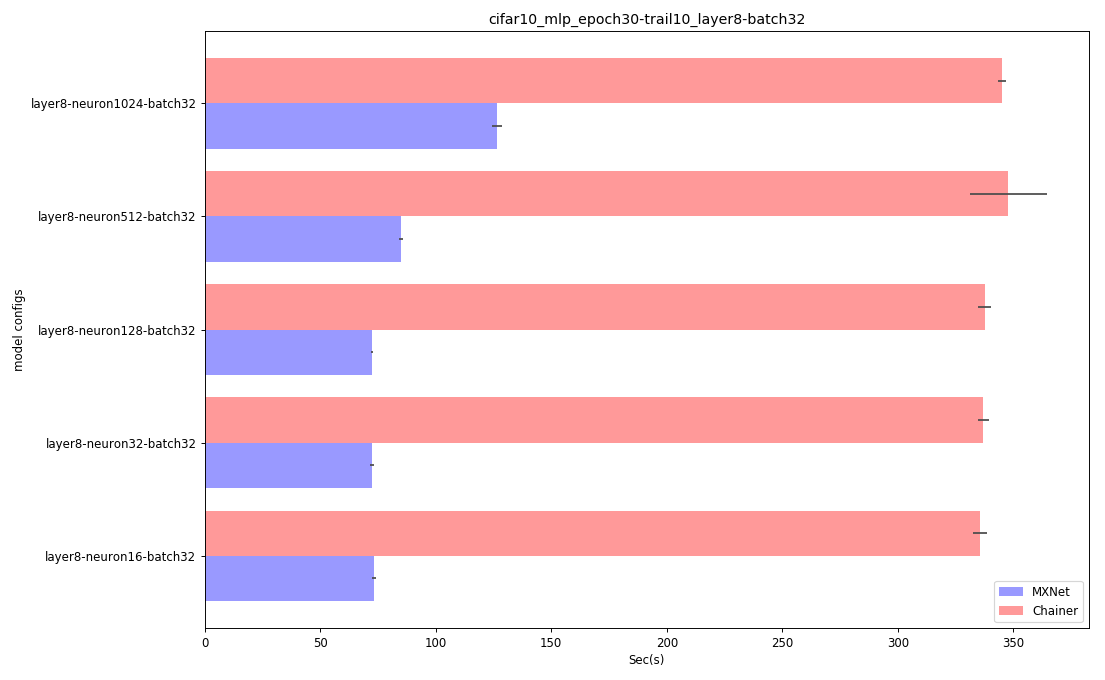 cifar10_mlp_epoch30-trail10_layer8-batch32
layer8-neuron1024-batch32
layer8-neuron512-batch32
layer8-neuron128-batch32
layer8-neuron32-batch32
layer8-neuron16-batch32
model configs
0 50 100 150 200 250 300 350
Sec(s)
MXNet
Chainer